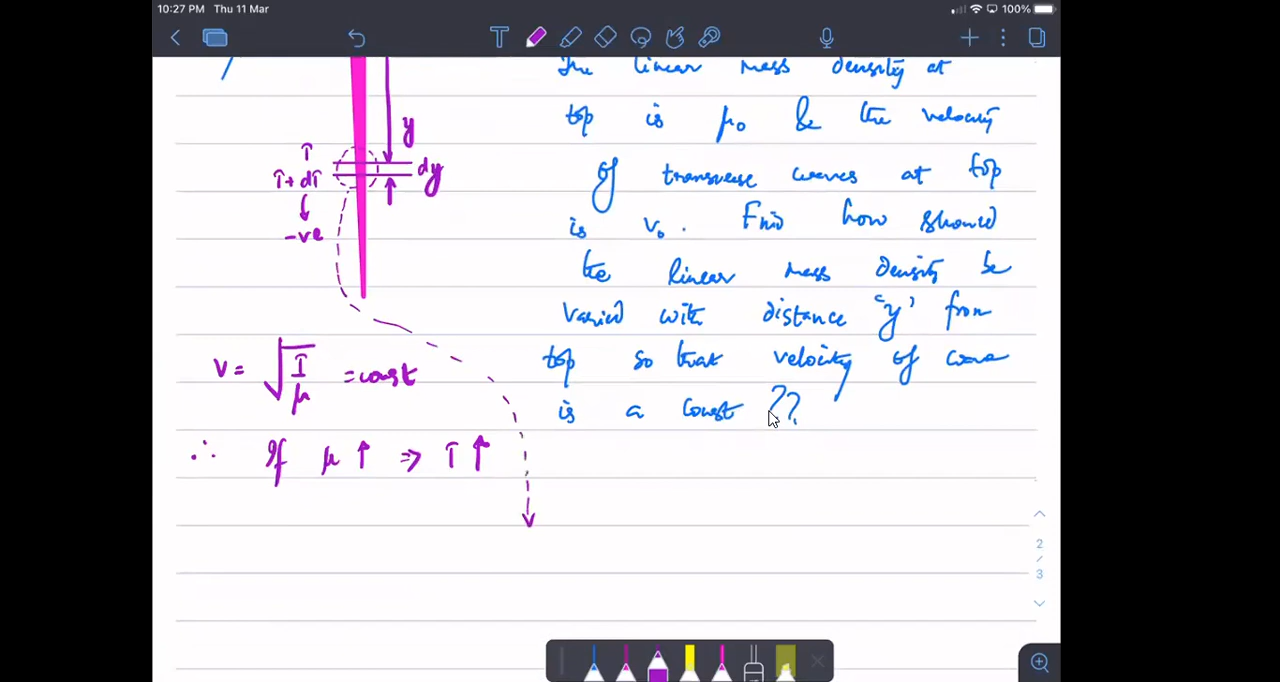 10:27 PM Thu 11 Mar
100%
The linear mass density at
top is μ₀ & the velocity
of transverse waves at top
is v₀. Find how should
the linear mass density be
varied with distance 'y' from
top so that velocity of wave
is a const ??
y
dy
T
T + dT
↓
-ve
v = √(T/μ) = const
∴ If μ ↑ ⇒ T ↑
2
3